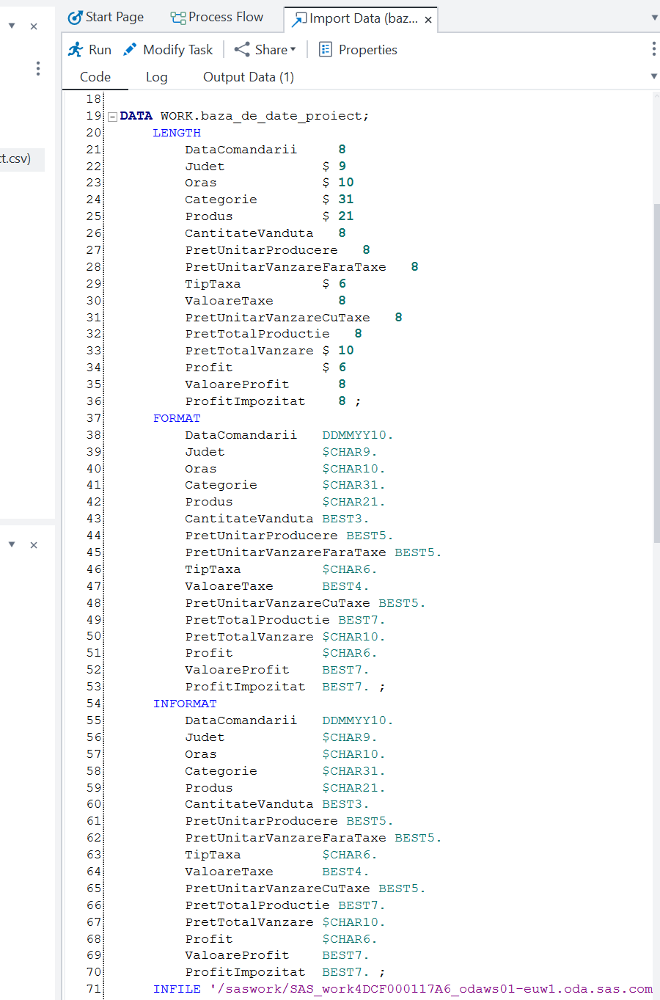 Start Page Process Flow Import Data (baz...
Run Modify Task Share Properties
Code Log Output Data (1)
ct.csv)
18
19 DATA WORK.baza_de_date_proiect;
20 LENGTH
21 DataComandarii 8
22 Judet $ 9
23 Oras $ 10
24 Categorie $ 31
25 Produs $ 21
26 CantitateVanduta 8
27 PretUnitarProducere 8
28 PretUnitarVanzareFaraTaxe 8
29 TipTaxa $ 6
30 ValoareTaxe 8
31 PretUnitarVanzareCuTaxe 8
32 PretTotalProductie 8
33 PretTotalVanzare $ 10
34 Profit $ 6
35 ValoareProfit 8
36 ProfitImpozitat 8 ;
37 FORMAT
38 DataComandarii DDMMYY10.
39 Judet $CHAR9.
40 Oras $CHAR10.
41 Categorie $CHAR31.
42 Produs $CHAR21.
43 CantitateVanduta BEST3.
44 PretUnitarProducere BEST5.
45 PretUnitarVanzareFaraTaxe BEST5.
46 TipTaxa $CHAR6.
47 ValoareTaxe BEST4.
48 PretUnitarVanzareCuTaxe BEST5.
49 PretTotalProductie BEST7.
50 PretTotalVanzare $CHAR10.
51 Profit $CHAR6.
52 ValoareProfit BEST7.
53 ProfitImpozitat BEST7. ;
54 INFORMAT
55 DataComandarii DDMMYY10.
56 Judet $CHAR9.
57 Oras $CHAR10.
58 Categorie $CHAR31.
59 Produs $CHAR21.
60 CantitateVanduta BEST3.
61 PretUnitarProducere BEST5.
62 PretUnitarVanzareFaraTaxe BEST5.
63 TipTaxa $CHAR6.
64 ValoareTaxe BEST4.
65 PretUnitarVanzareCuTaxe BEST5.
66 PretTotalProductie BEST7.
67 PretTotalVanzare $CHAR10.
68 Profit $CHAR6.
69 ValoareProfit BEST7.
70 ProfitImpozitat BEST7. ;
71 INFILE '/saswork/SAS_work4DCF000117A6_odaws01-euw1.oda.sas.com